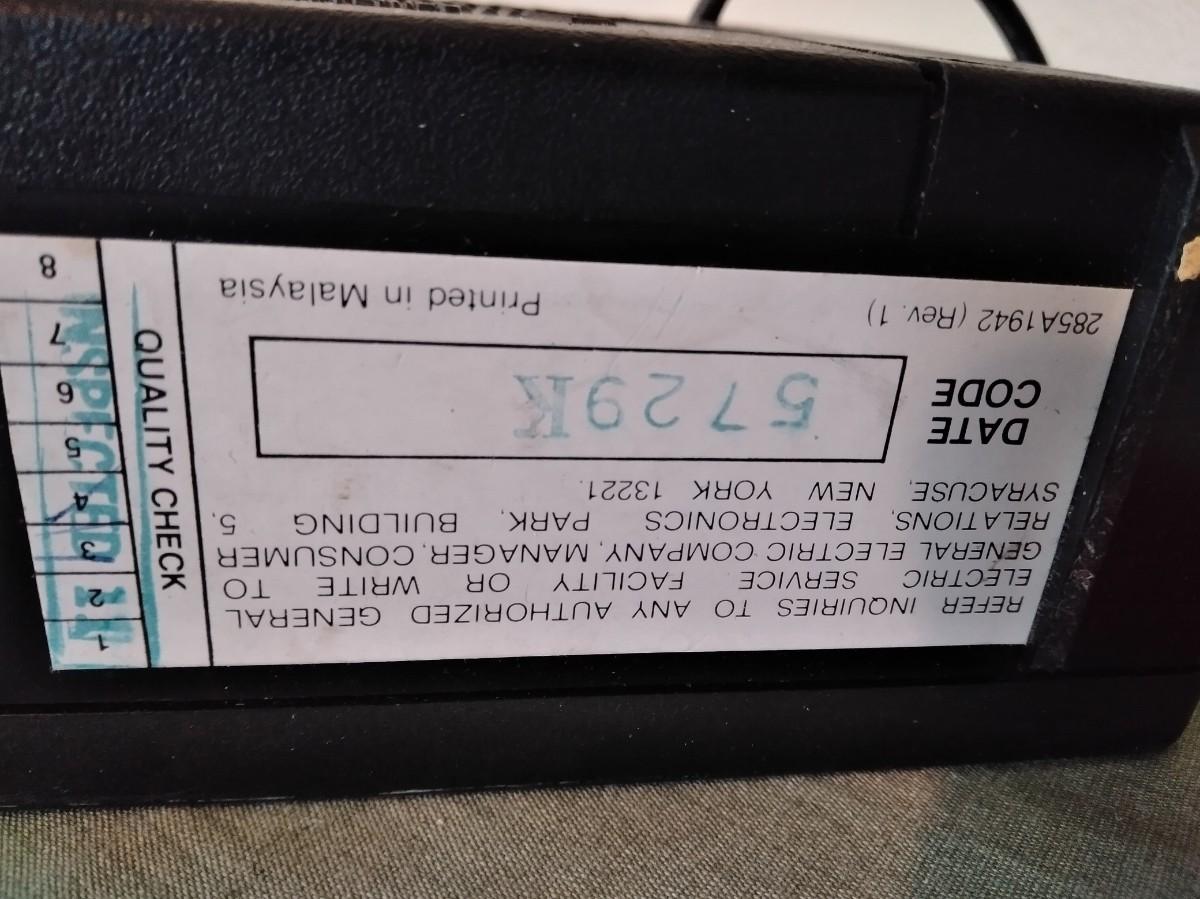 REFER INQUIRIES TO ANY AUTHORIZED GENERAL
ELECTRIC SERVICE FACILITY OR WRITE TO
GENERAL ELECTRIC COMPANY, MANAGER, CONSUMER
RELATIONS, ELECTRONICS PARK, BUILDING 5,
SYRACUSE, NEW YORK 13221.
DATE
CODE
5729K
285A1942 (Rev. 1)
Printed in Malaysia
QUALITY CHECK
1
2
3
4
5
6
7
8
INSPECTED